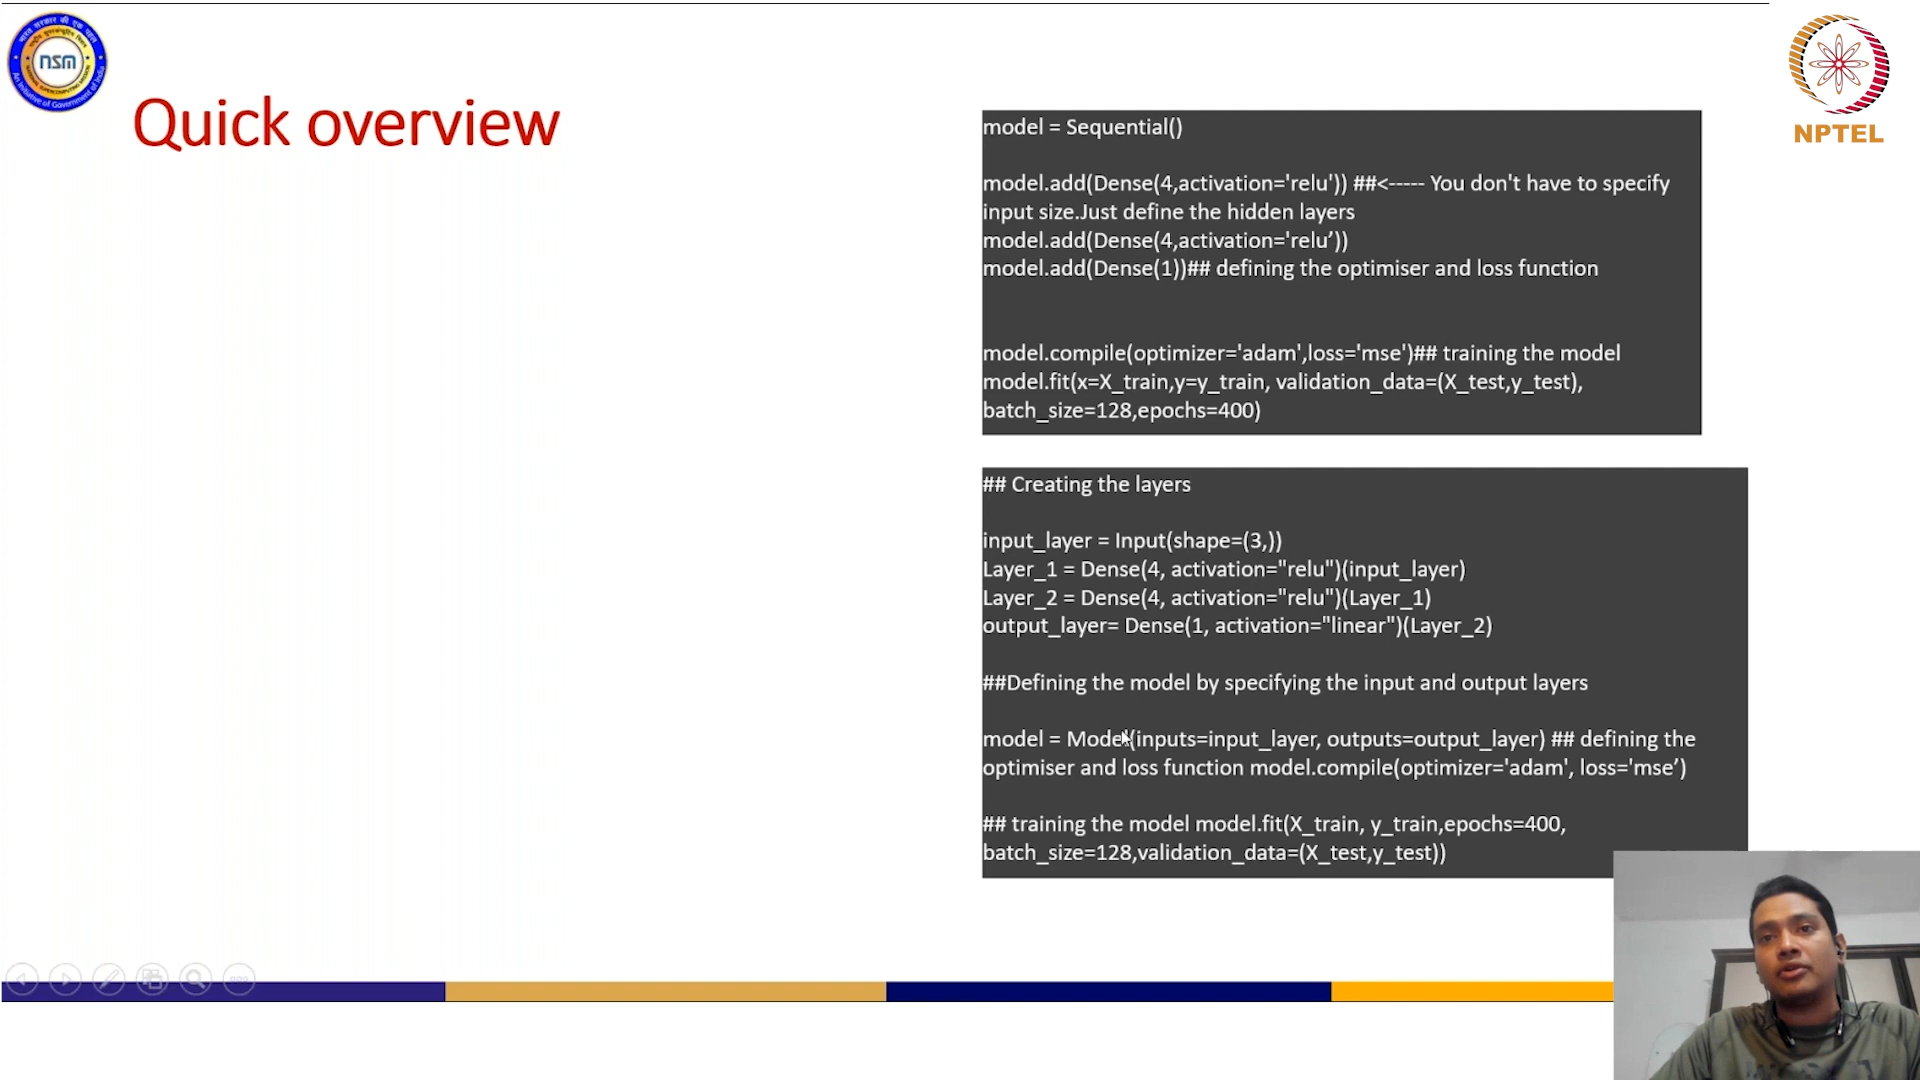 nsm
Quick overview
NPTEL
model = Sequential()
model.add(Dense(4,activation='relu')) ##<----- You don't have to specify
input size.Just define the hidden layers
model.add(Dense(4,activation='relu’))
model.add(Dense(1))## defining the optimiser and loss function
model.compile(optimizer='adam',loss='mse')## training the model
model.fit(x=X_train,y=y_train, validation_data=(X_test,y_test),
batch_size=128,epochs=400)
## Creating the layers
input_layer = Input(shape=(3,))
Layer_1 = Dense(4, activation="relu")(input_layer)
Layer_2 = Dense(4, activation="relu")(Layer_1)
output_layer= Dense(1, activation="linear")(Layer_2)
##Defining the model by specifying the input and output layers
model = Model(inputs=input_layer, outputs=output_layer) ## defining the
optimiser and loss function model.compile(optimizer='adam', loss='mse’)
## training the model model.fit(X_train, y_train,epochs=400,
batch_size=128,validation_data=(X_test,y_test))